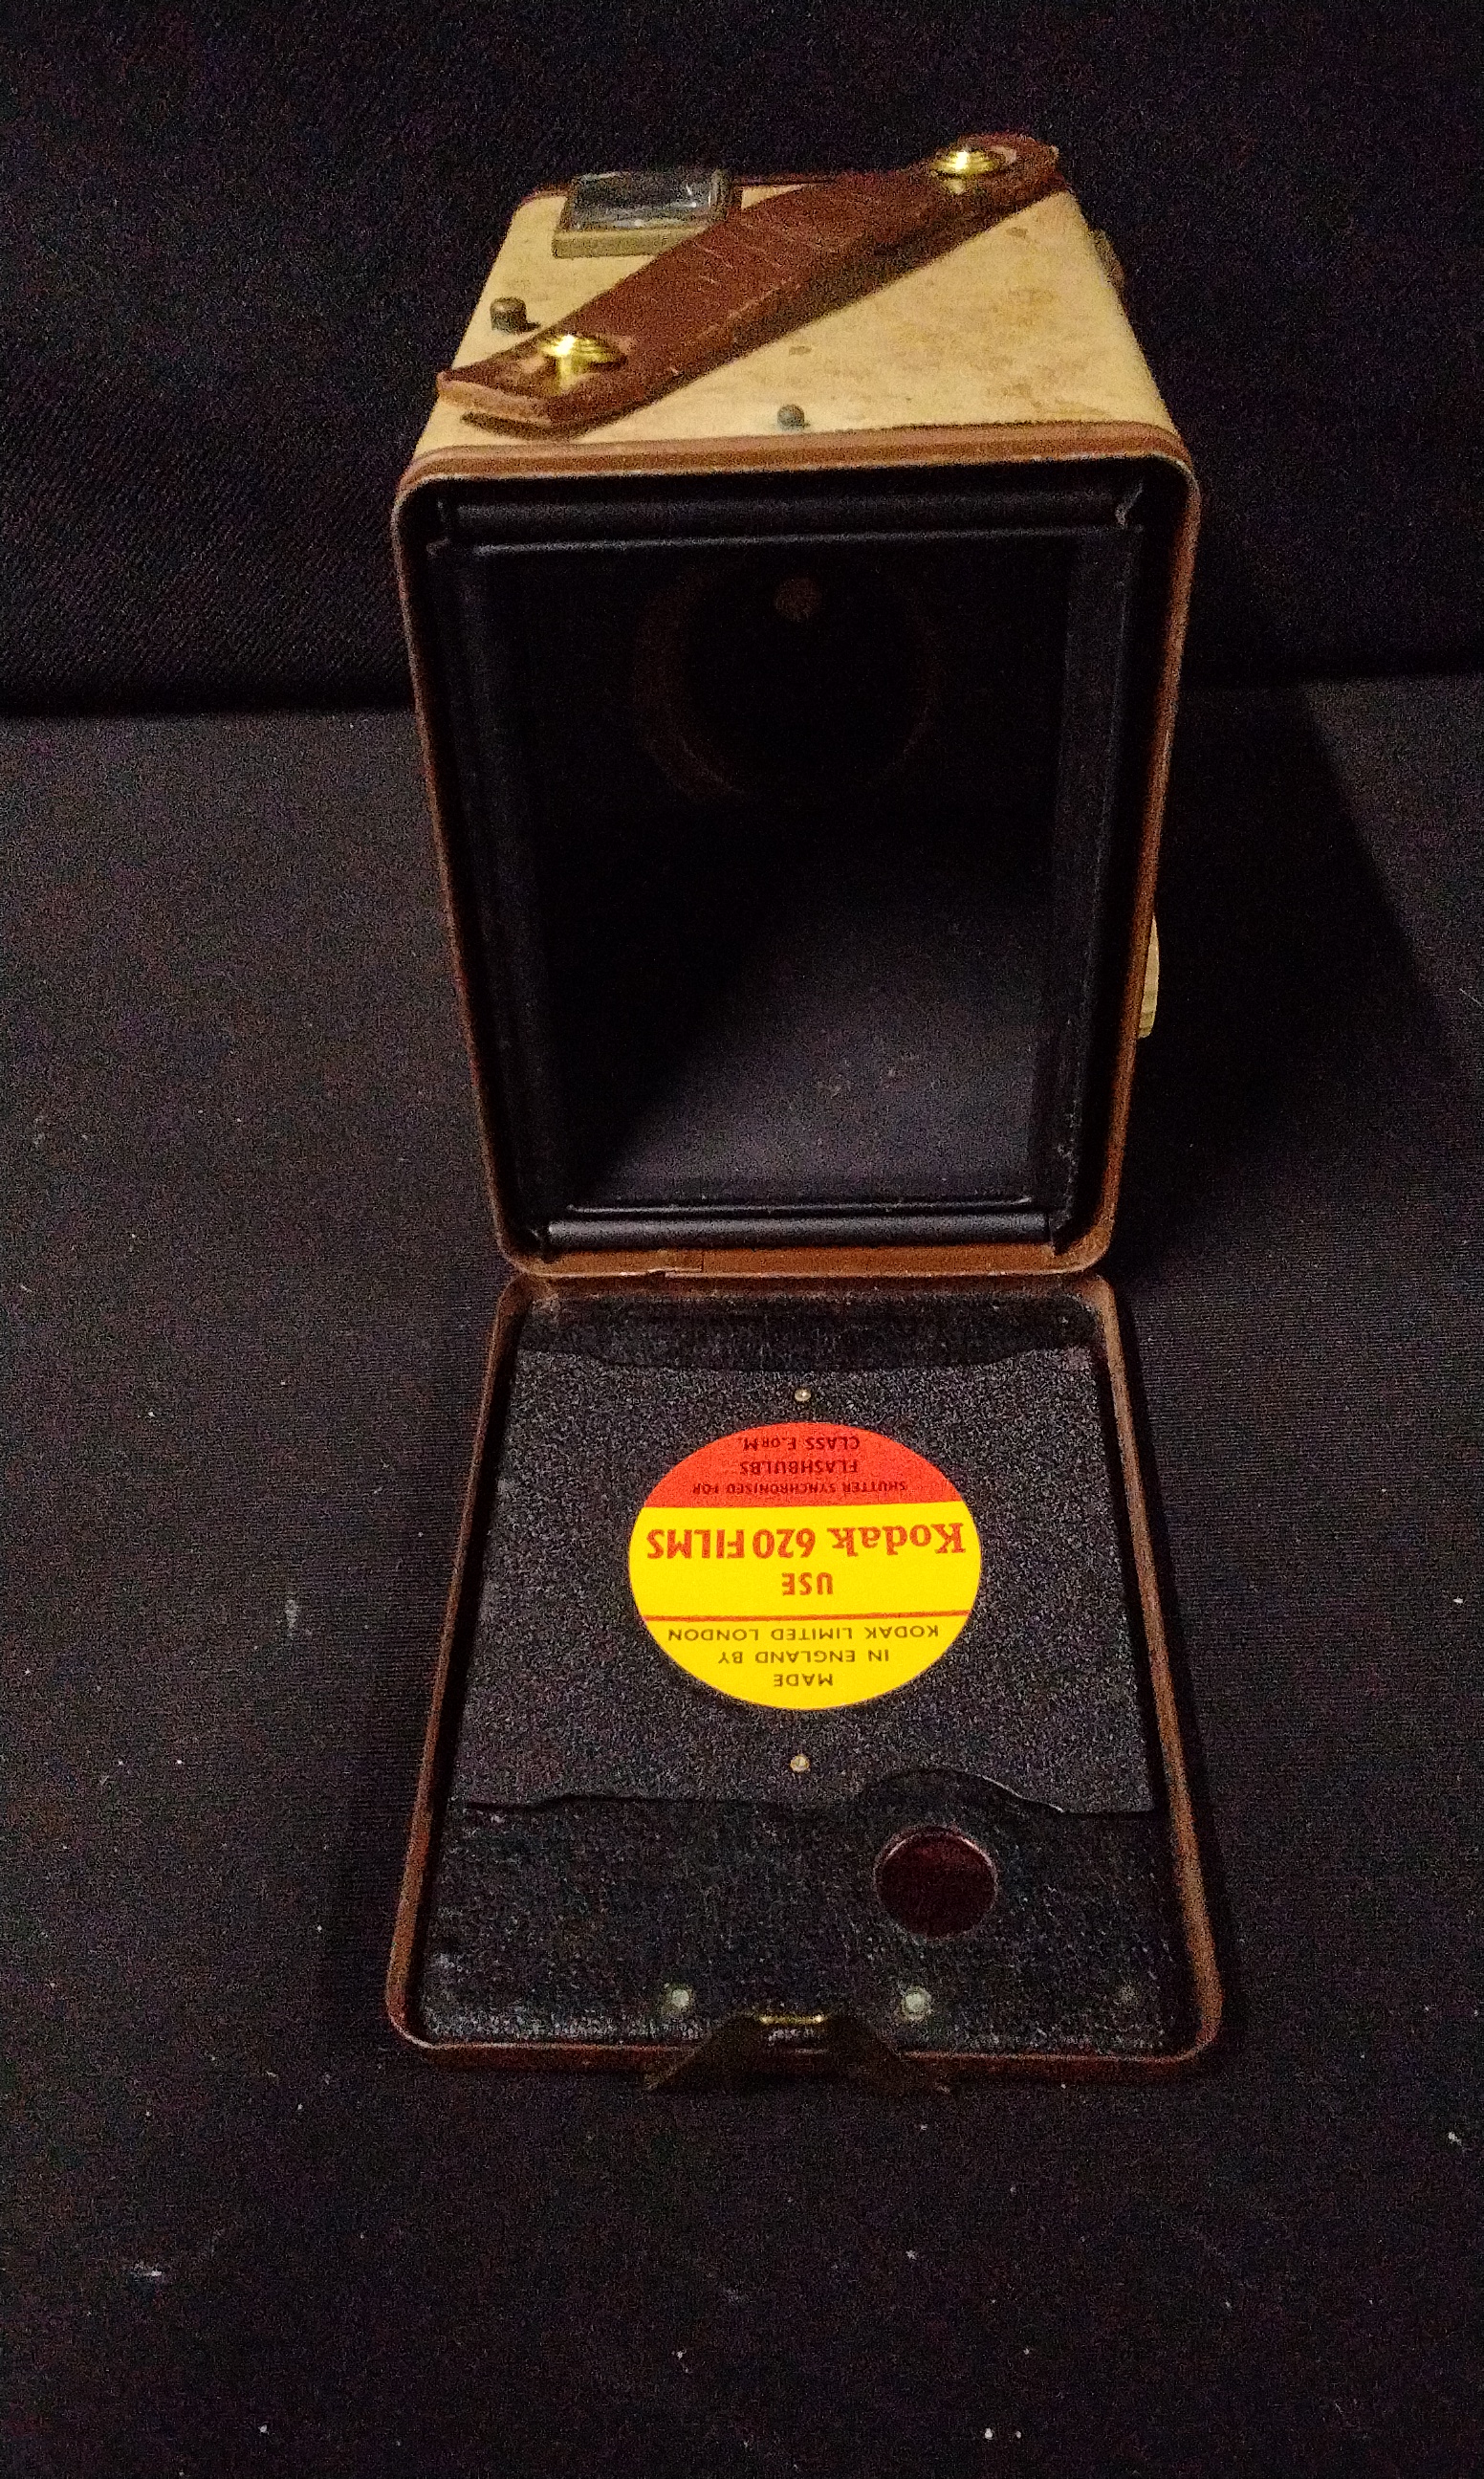 MADE
IN ENGLAND BY
KODAK LIMITED LONDON
USE
Kodak 620 FILMS
SHUTTER SYNCHRONISED FOR
FLASHBULBS
CLASS F. OR M.